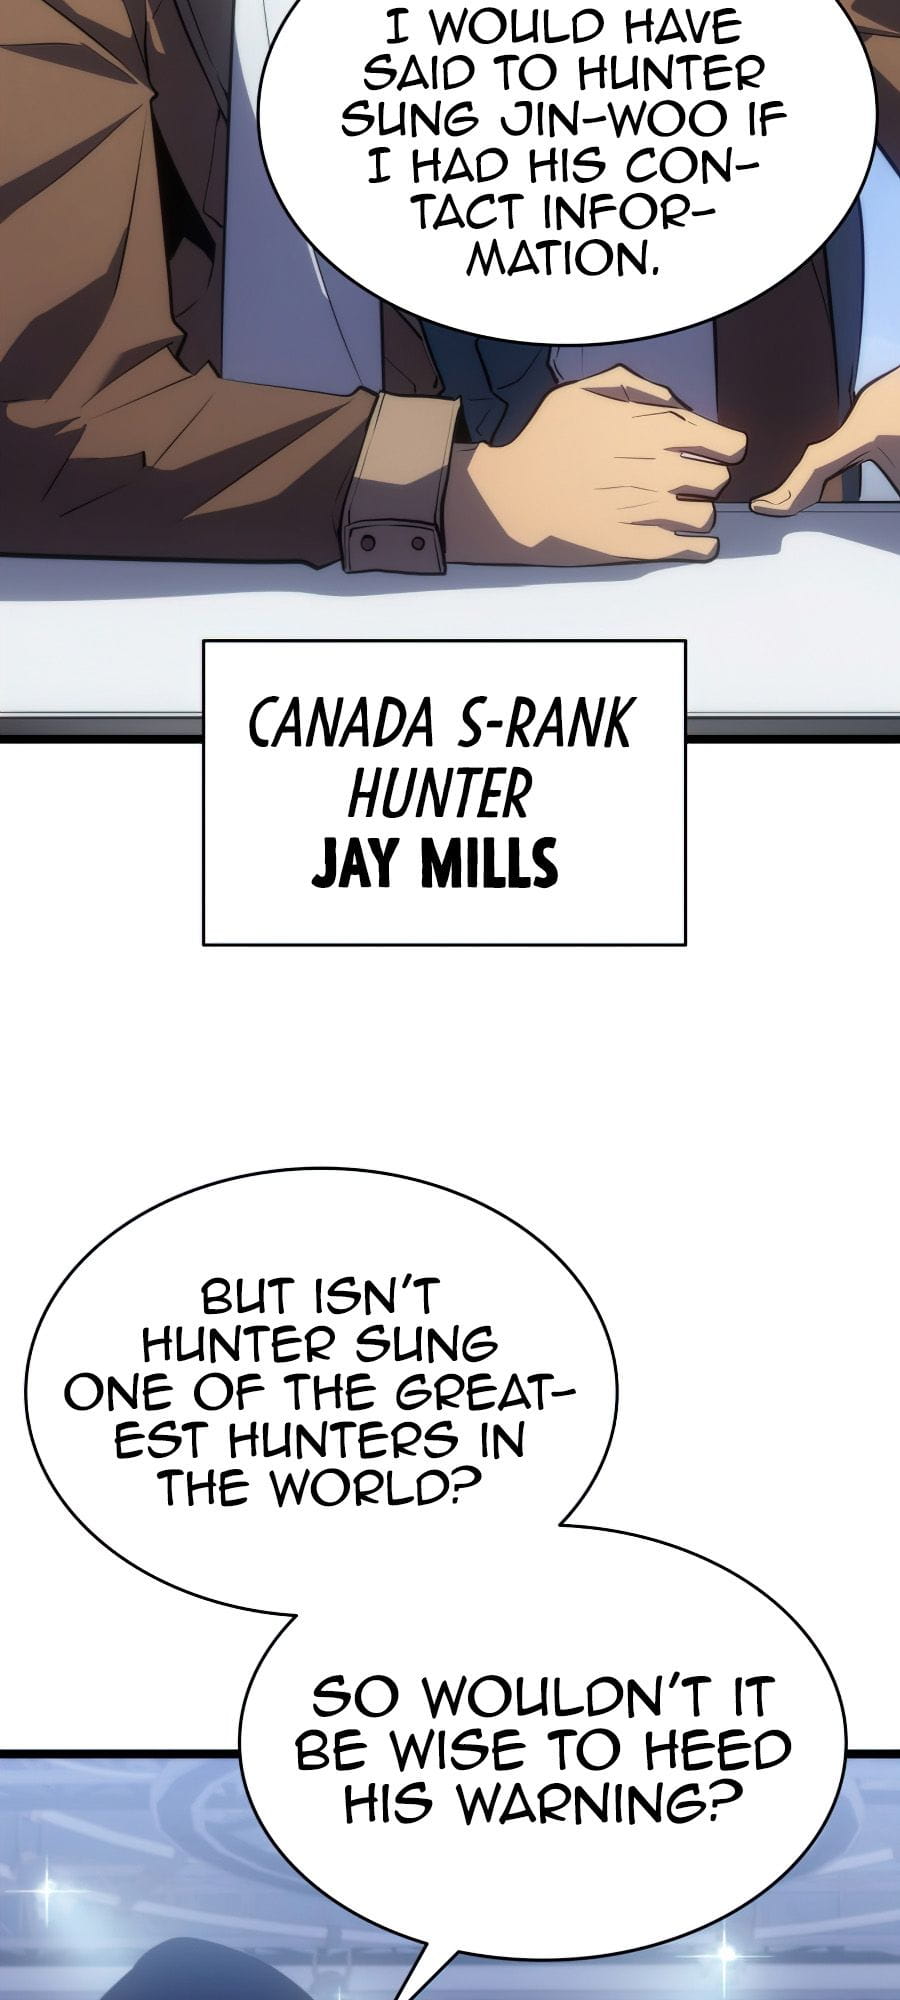 I WOULD HAVE
SAID TO HUNTER
SUNG JIN-WOO IF
I HAD HIS CON-
TACT INFOR-
MATION.
CANADA S-RANK
HUNTER
JAY MILLS
BUT ISN'T
HUNTER SUNG
ONE OF THE GREAT-
EST HUNTERS IN
THE WORLD?
SO WOULDN'T IT
BE WISE TO HEED
HIS WARNING?